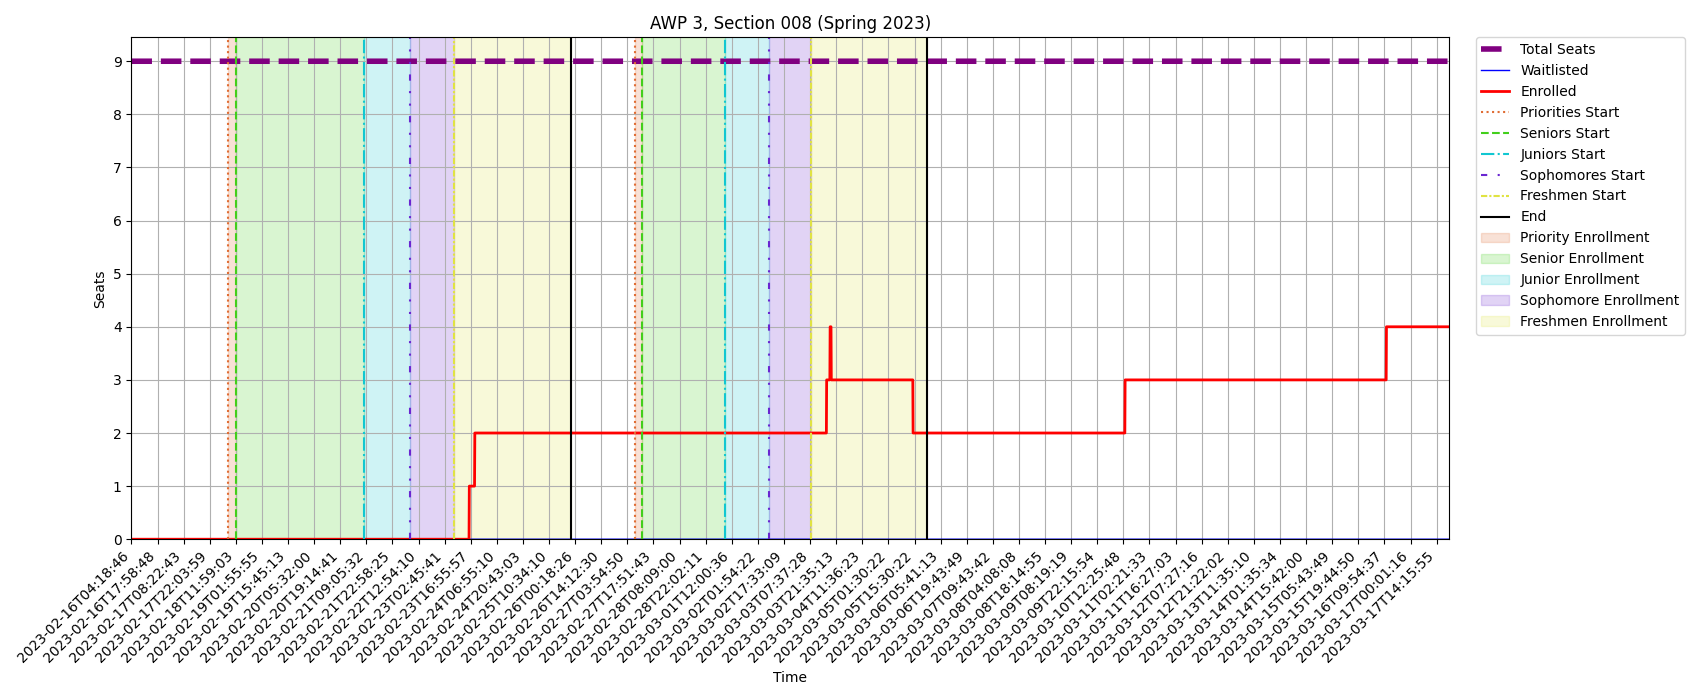 AWP 3, Section 008 (Spring 2023)
Seats
9
8
7
6
5
4
3
2
1
0
2023-02-16T04:18:46
2023-02-16T17:58:48
2023-02-17T08:22:43
2023-02-17T22:03:59
2023-02-18T11:59:03
2023-02-19T01:55:55
2023-02-19T15:45:13
2023-02-20T05:32:00
2023-02-20T19:14:41
2023-02-21T09:05:32
2023-02-21T22:58:25
2023-02-22T12:54:10
2023-02-23T02:45:41
2023-02-23T16:55:57
2023-02-24T06:55:10
2023-02-24T20:43:03
2023-02-25T10:34:10
2023-02-26T00:18:26
2023-02-26T14:12:30
2023-02-27T03:54:50
2023-02-27T17:51:43
2023-02-28T08:09:00
2023-02-28T22:02:11
2023-03-01T12:00:36
2023-03-02T01:54:22
2023-03-02T17:33:09
2023-03-03T07:37:28
2023-03-03T21:35:13
2023-03-04T11:36:23
2023-03-05T01:30:22
2023-03-05T15:30:22
2023-03-06T05:41:13
2023-03-06T19:43:49
2023-03-07T09:43:42
2023-03-08T04:08:08
2023-03-08T18:14:55
2023-03-09T08:19:19
2023-03-09T22:15:54
2023-03-10T12:25:48
2023-03-11T02:21:33
2023-03-11T16:27:03
2023-03-12T07:27:16
2023-03-12T21:22:02
2023-03-13T11:35:10
2023-03-14T01:35:34
2023-03-14T15:42:00
2023-03-15T05:43:49
2023-03-15T19:44:50
2023-03-16T09:54:37
2023-03-17T00:01:16
2023-03-17T14:15:55
Time
Total Seats
Waitlisted
Enrolled
Priorities Start
Seniors Start
Juniors Start
Sophomores Start
Freshmen Start
End
Priority Enrollment
Senior Enrollment
Junior Enrollment
Sophomore Enrollment
Freshmen Enrollment